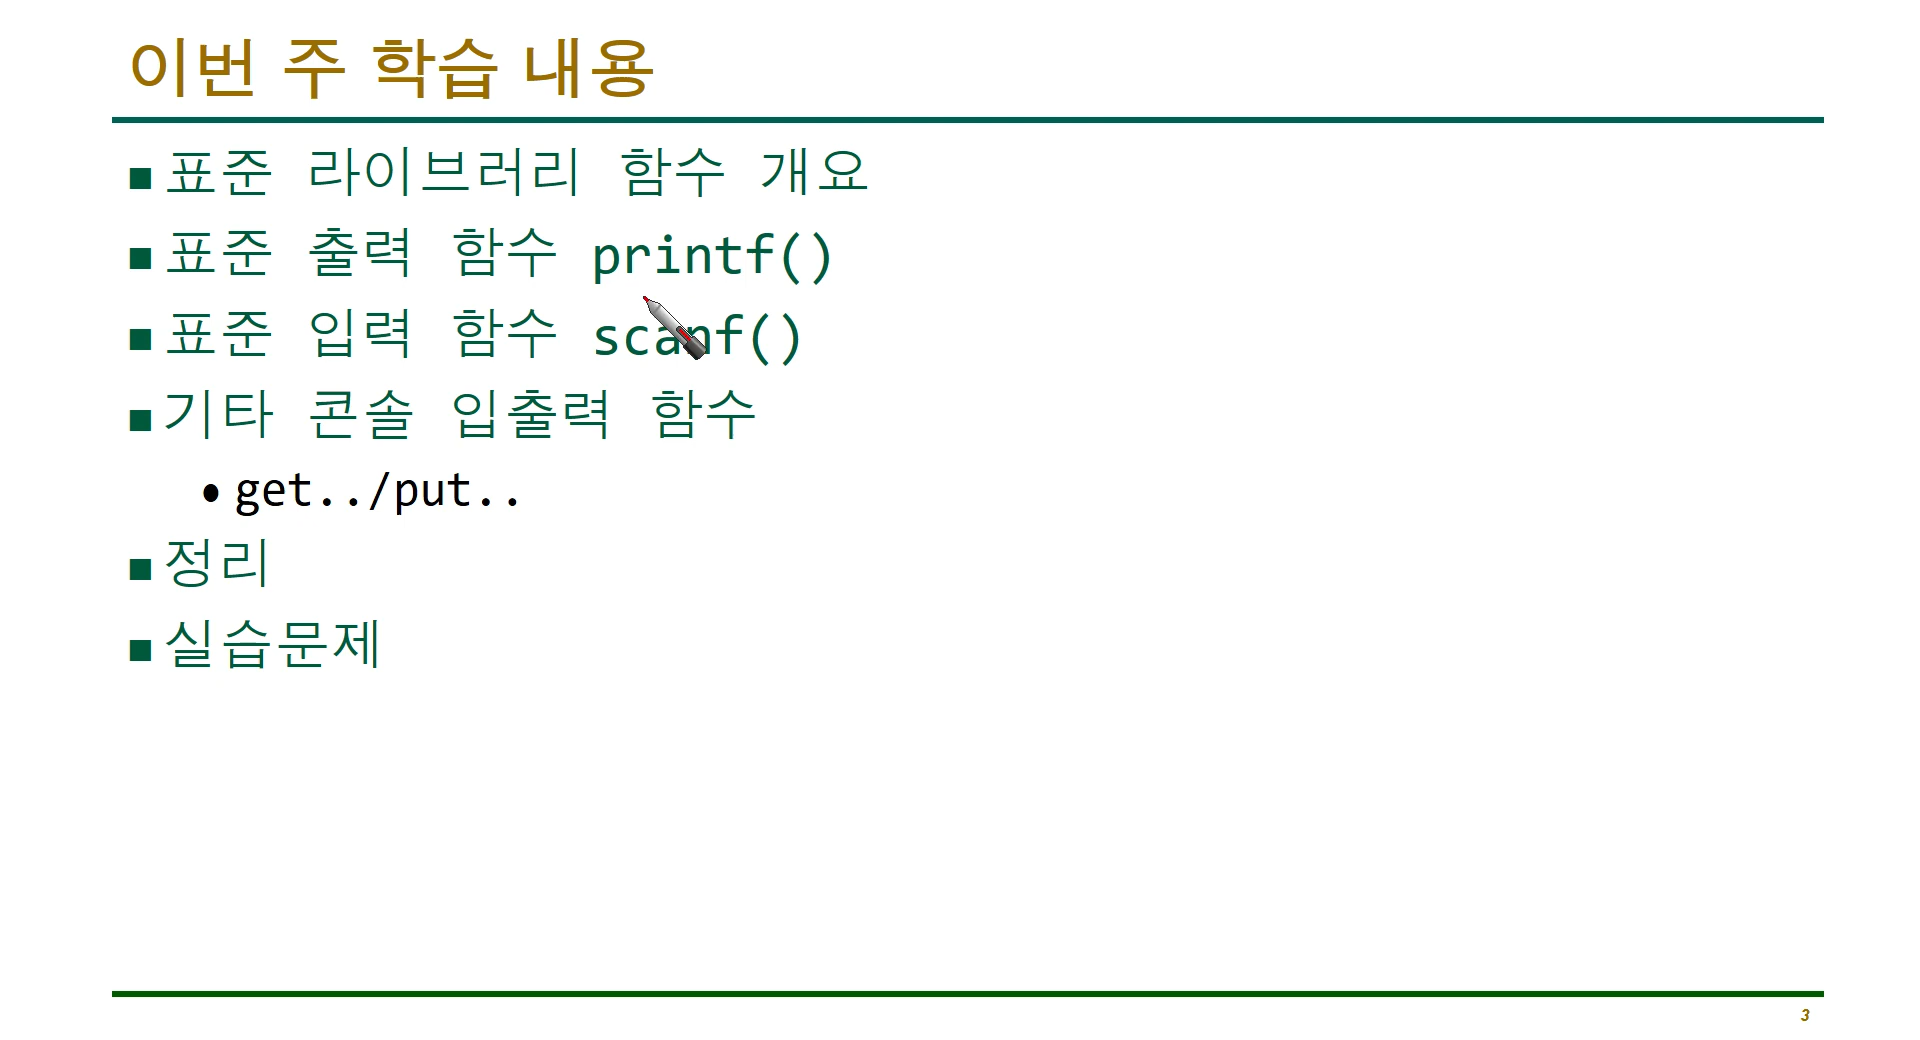 이번 주 학습 내용
■ 표준 라이브러리 함수 개요
■ 표준 출력 함수 printf()
■ 표준 입력 함수 scanf()
■ 기타 콘솔 입출력 함수
• get../put..
■ 정리
■ 실습문제
3